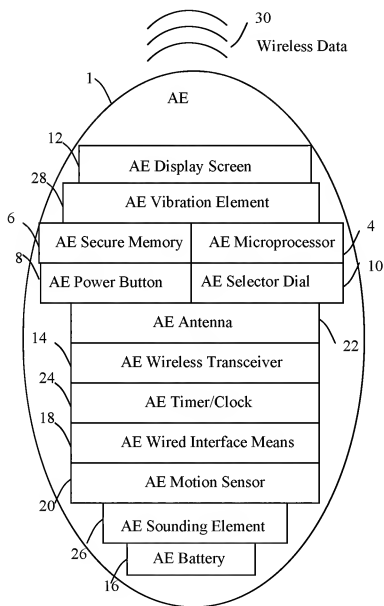 30
Wireless Data
1
AE
12
AE Display Screen
28
AE Vibration Element
6
AE Secure Memory
AE Microprocessor
4
8
AE Power Button
AE Selector Dial
10
AE Antenna
22
14
AE Wireless Transceiver
24
AE Timer/Clock
18
AE Wired Interface Means
20
AE Motion Sensor
26
AE Sounding Element
16
AE Battery